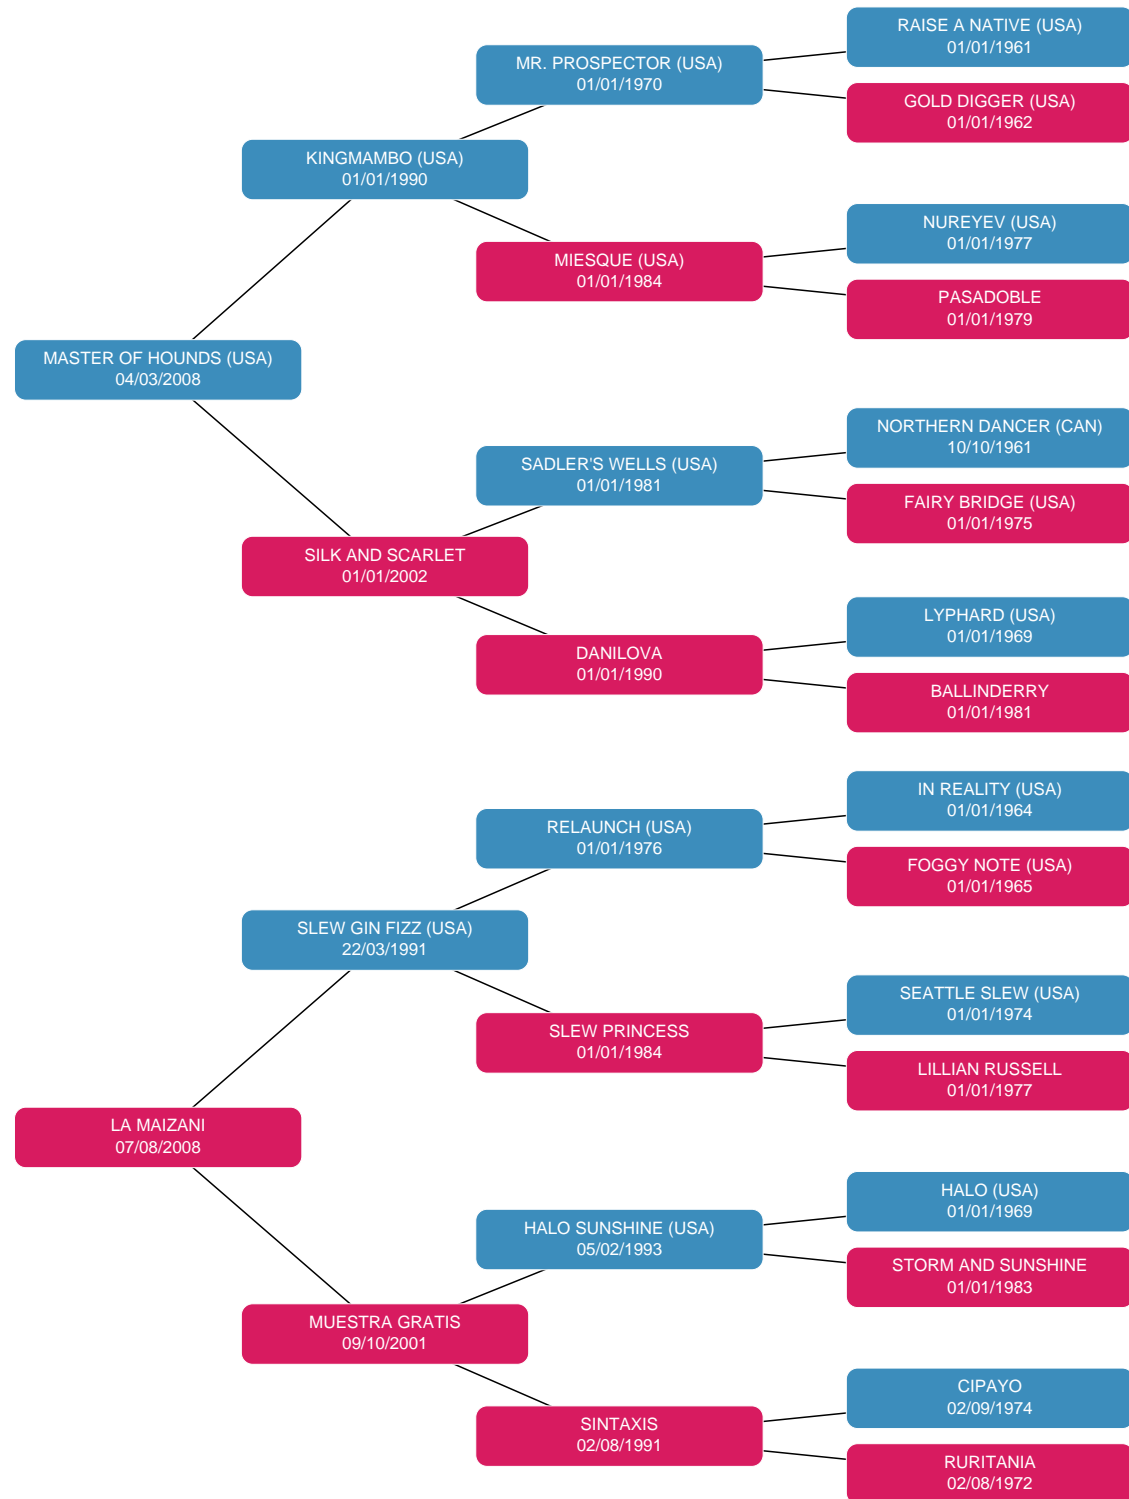 RAISE A NATIVE (USA)
01/01/1961
MR. PROSPECTOR (USA)
01/01/1970
GOLD DIGGER (USA)
01/01/1962
KINGMAMBO (USA)
01/01/1990
NUREYEV (USA)
01/01/1977
MIESQUE (USA)
01/01/1984
PASADOBLE
01/01/1979
MASTER OF HOUNDS (USA)
04/03/2008
NORTHERN DANCER (CAN)
10/10/1961
SADLER'S WELLS (USA)
01/01/1981
FAIRY BRIDGE (USA)
01/01/1975
SILK AND SCARLET
01/01/2002
LYPHARD (USA)
01/01/1969
DANILOVA
01/01/1990
BALLINDERRY
01/01/1981
IN REALITY (USA)
01/01/1964
RELAUNCH (USA)
01/01/1976
FOGGY NOTE (USA)
01/01/1965
SLEW GIN FIZZ (USA)
22/03/1991
SEATTLE SLEW (USA)
01/01/1974
SLEW PRINCESS
01/01/1984
LILLIAN RUSSELL
01/01/1977
LA MAIZANI
07/08/2008
HALO (USA)
01/01/1969
HALO SUNSHINE (USA)
05/02/1993
STORM AND SUNSHINE
01/01/1983
MUESTRA GRATIS
09/10/2001
CIPAYO
02/09/1974
SINTAXIS
02/08/1991
RURITANIA
02/08/1972